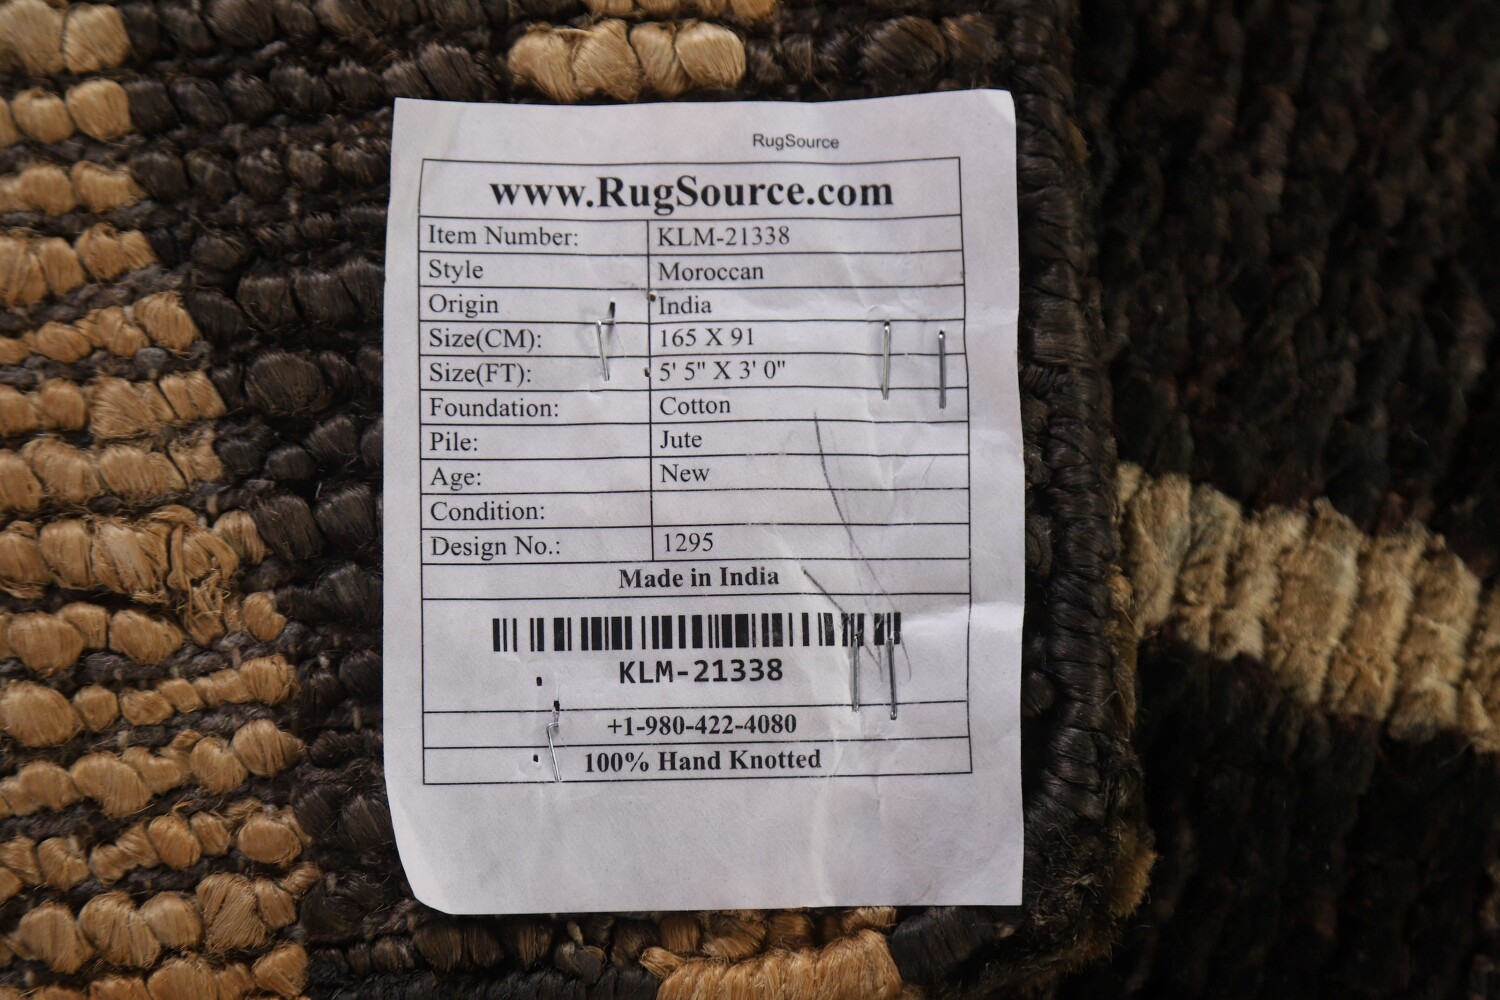 RugSource
www.RugSource.com
Item Number: KLM-21338
Style Moroccan
Origin India
Size(CM): 165 X 91
Size(FT): 5' 5" X 3' 0"
Foundation: Cotton
Pile: Jute
Age: New
Condition:
Design No.: 1295
Made in India
KLM-21338
+1-980-422-4080
100% Hand Knotted